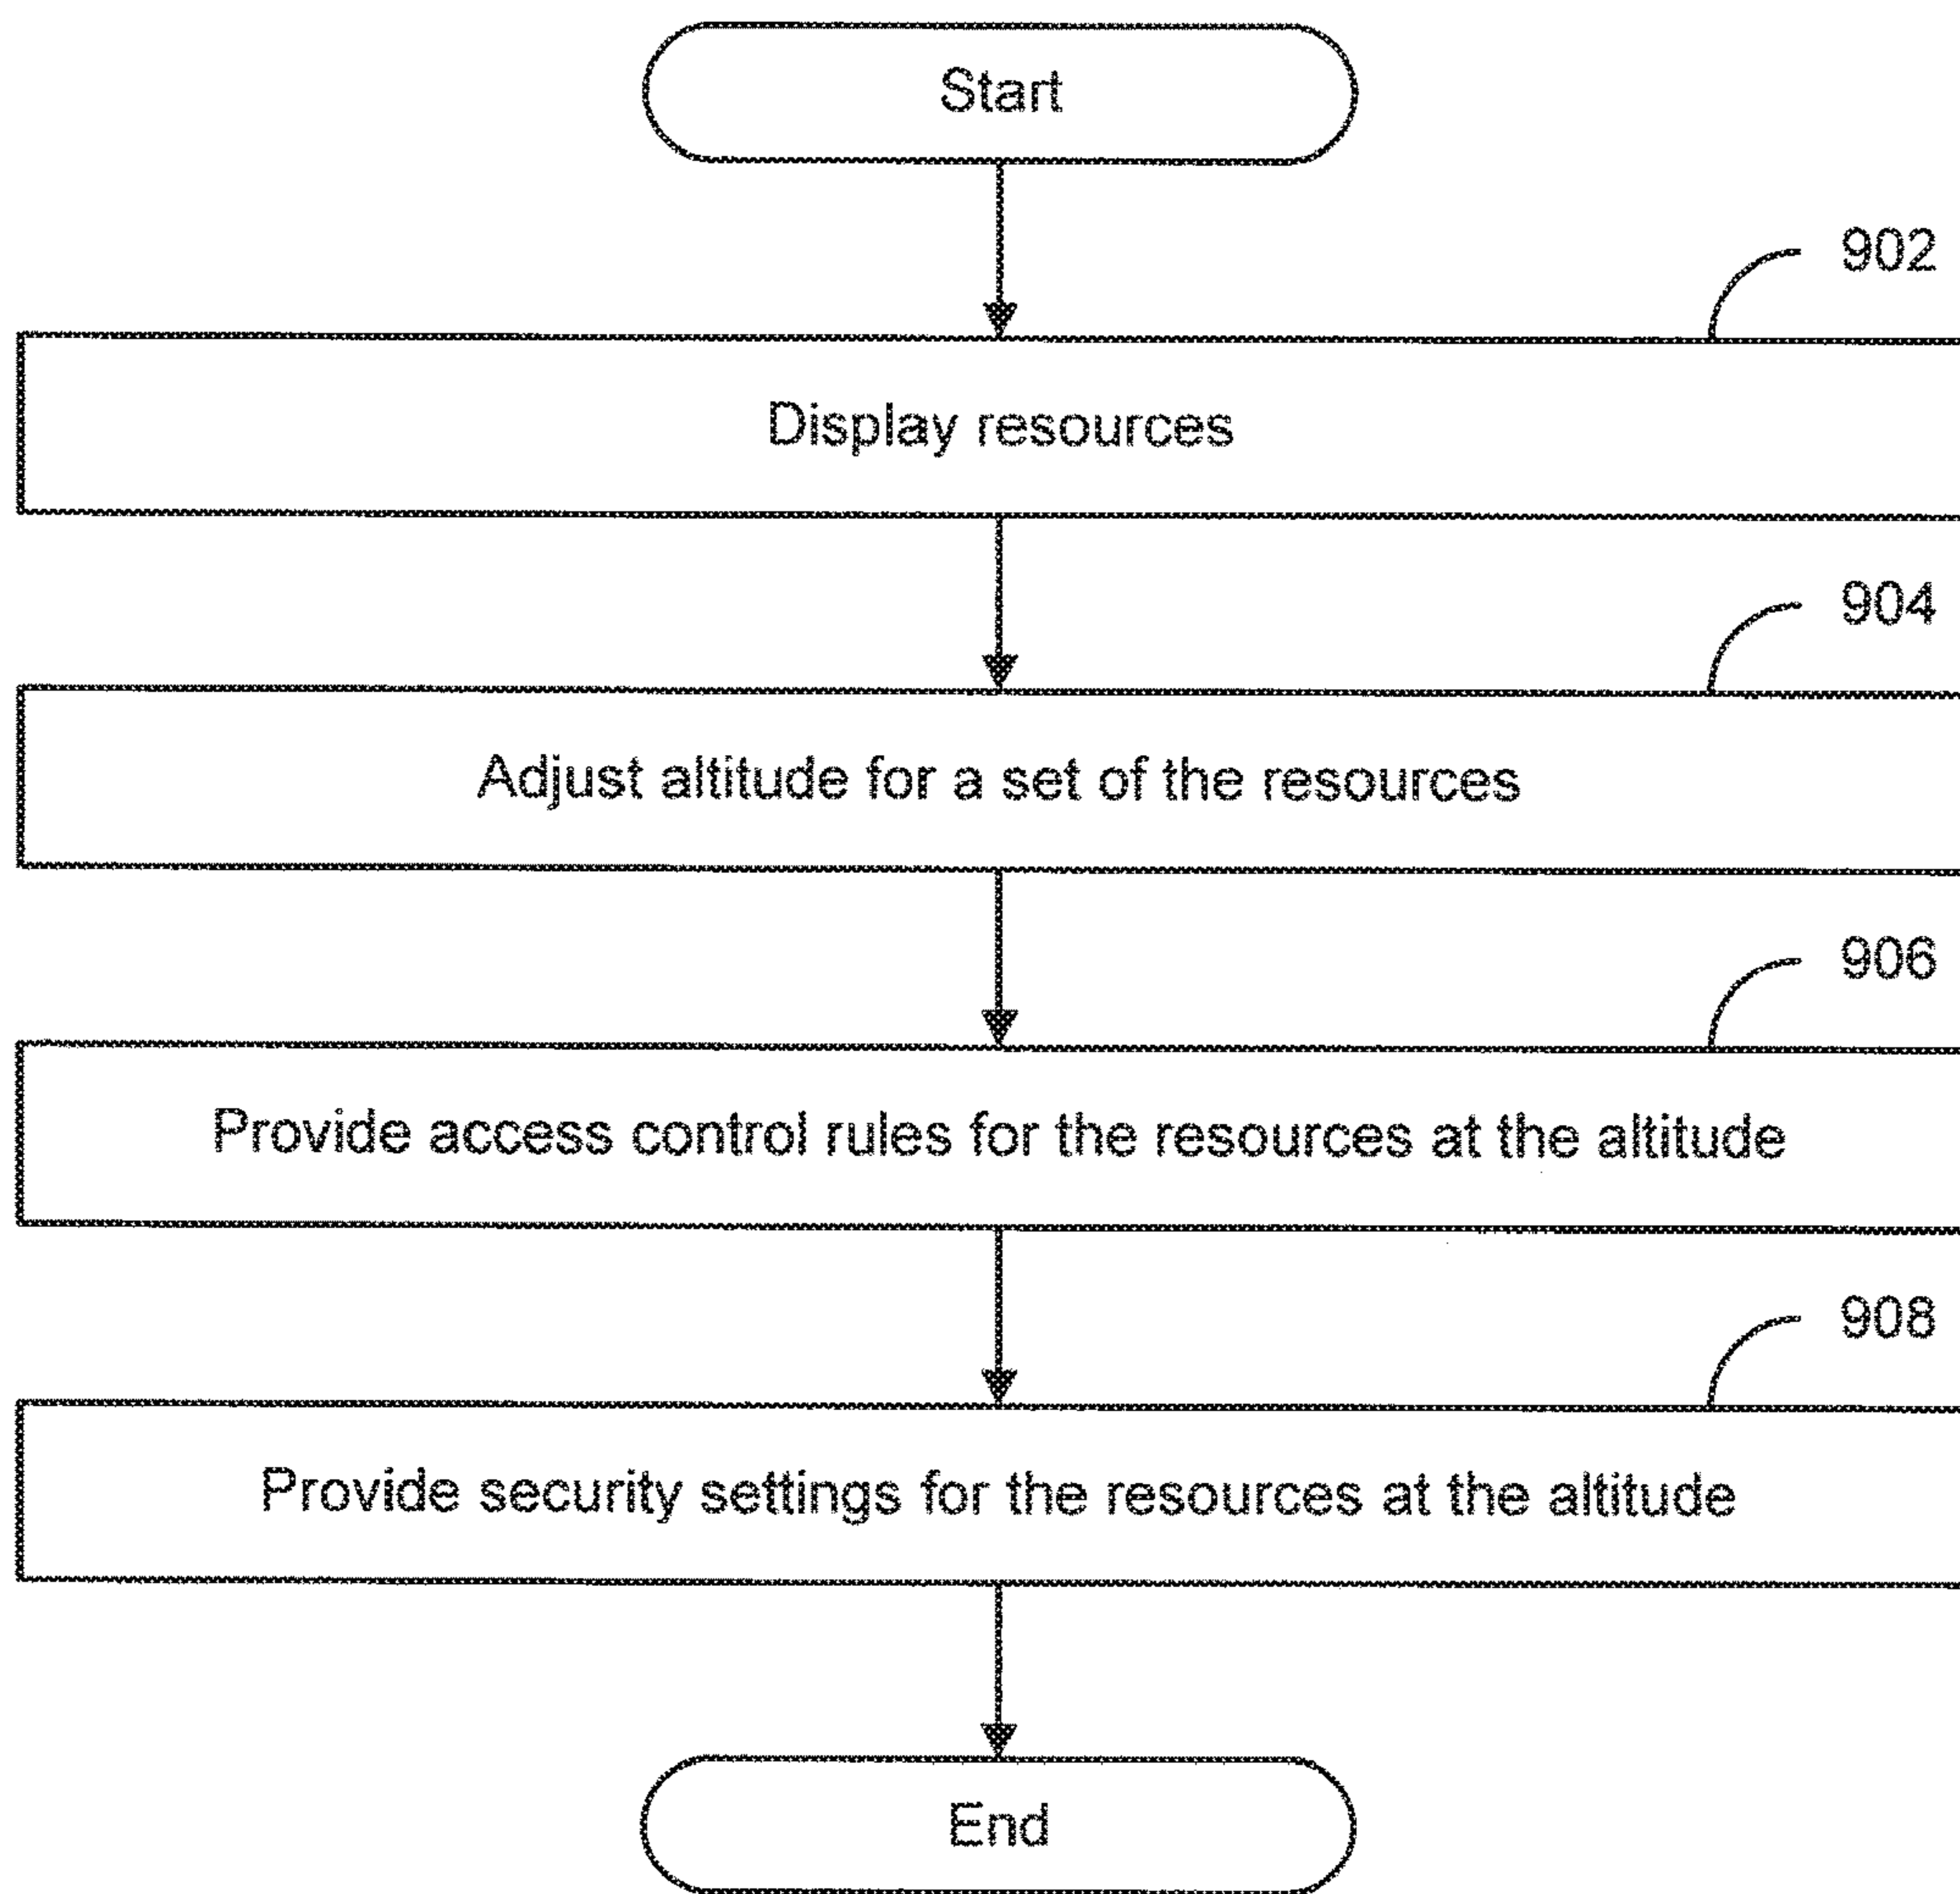 Start
902
Display resources
904
Adjust altitude for a set of the resources
906
Provide access control rules for the resources at the altitude
908
Provide security settings for the resources at the altitude
End